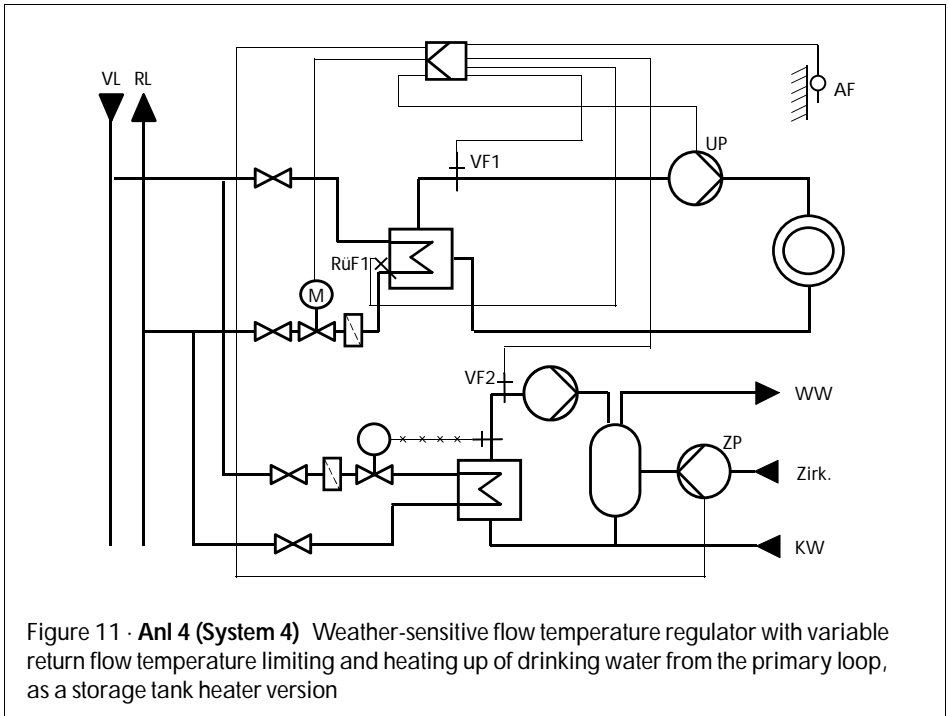 VL RL
AF
UP
VF1
RüF1
M
VF2
WW
ZP
Zirk.
KW
Figure 11 · Anl 4 (System 4) Weather-sensitive flow temperature regulator with variable
return flow temperature limiting and heating up of drinking water from the primary loop,
as a storage tank heater version